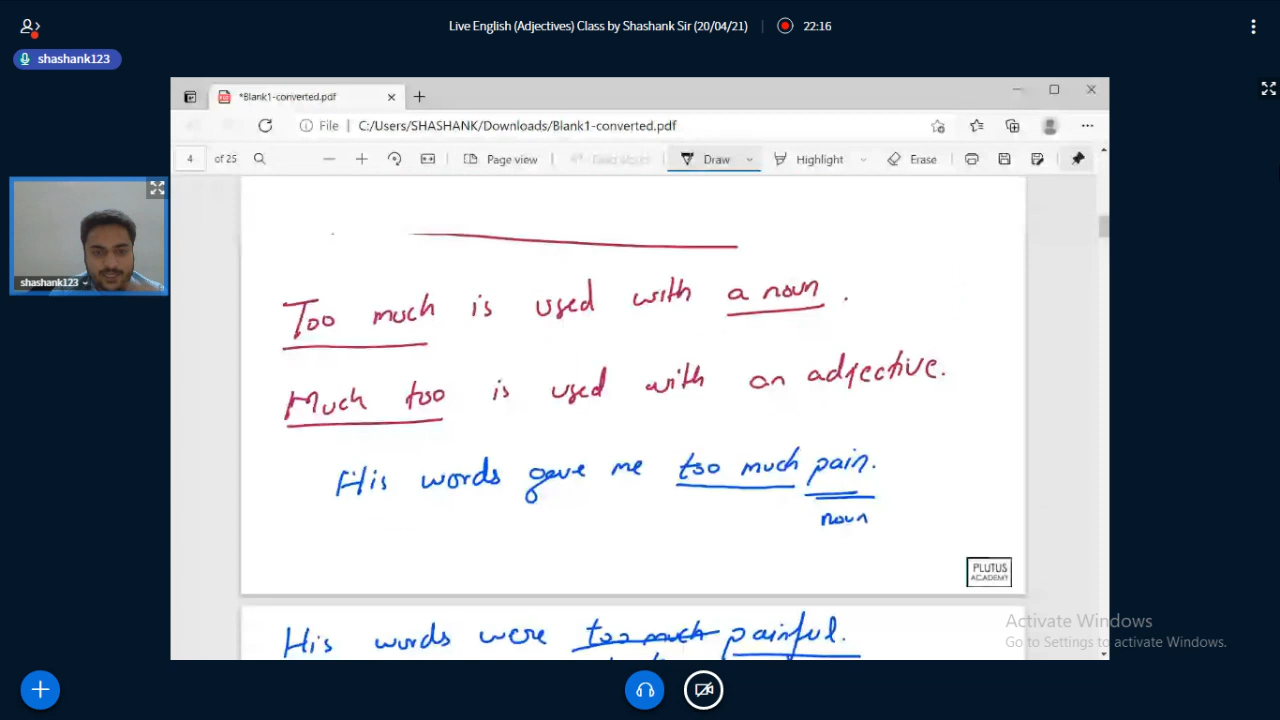 Live English (Adjectives) Class by Shashank Sir (20/04/21)
22:16
shashank123
*Blank1-converted.pdf
File C:/Users/SHASHANK/Downloads/Blank1-converted.pdf
4 of 25
Page view
Read aloud
Draw
Highlight
Erase
Too much is used with a noun.
Much too is used with an adjective.
shashank123
His words gave me too much pain.
noun
PLUTUS
ACADEMY
His words were too much painful.
Activate Windows
Go to Settings to activate Windows.